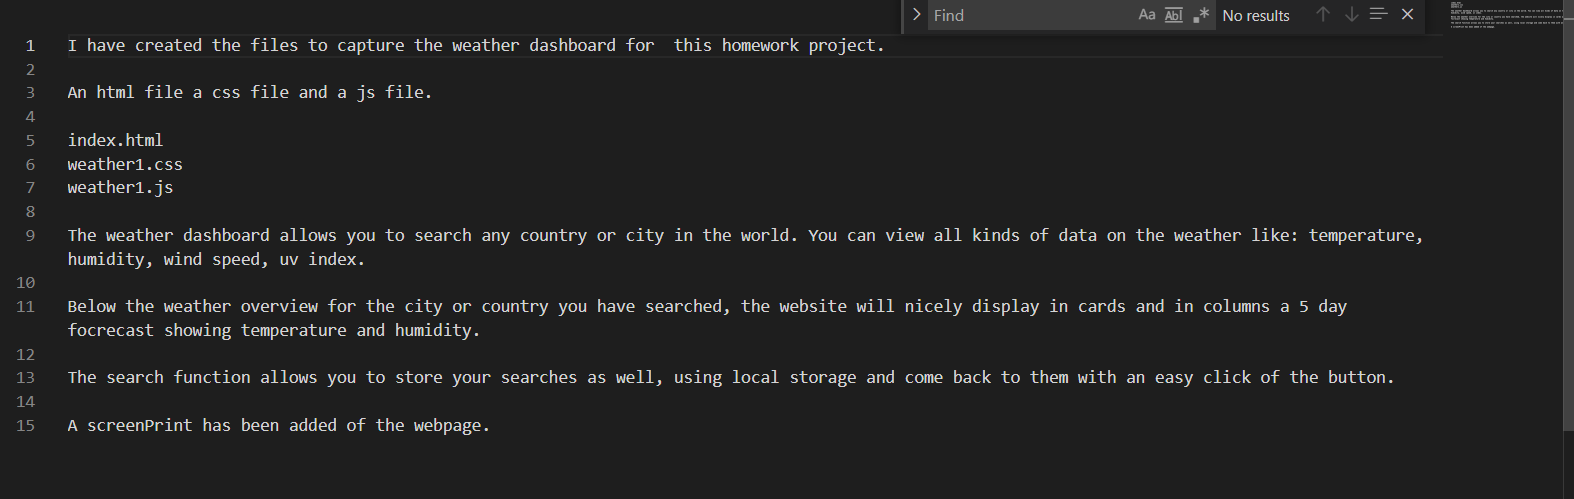 Find Aa Abl .* No results
1 I have created the files to capture the weather dashboard for  this homework project.
2
3 An html file a css file and a js file.
4
5 index.html
6 weather1.css
7 weather1.js
8
9 The weather dashboard allows you to search any country or city in the world. You can view all kinds of data on the weather like: temperature,
humidity, wind speed, uv index.
10
11 Below the weather overview for the city or country you have searched, the website will nicely display in cards and in columns a 5 day
focrecast showing temperature and humidity.
12
13 The search function allows you to store your searches as well, using local storage and come back to them with an easy click of the button.
14
15 A screenPrint has been added of the webpage.